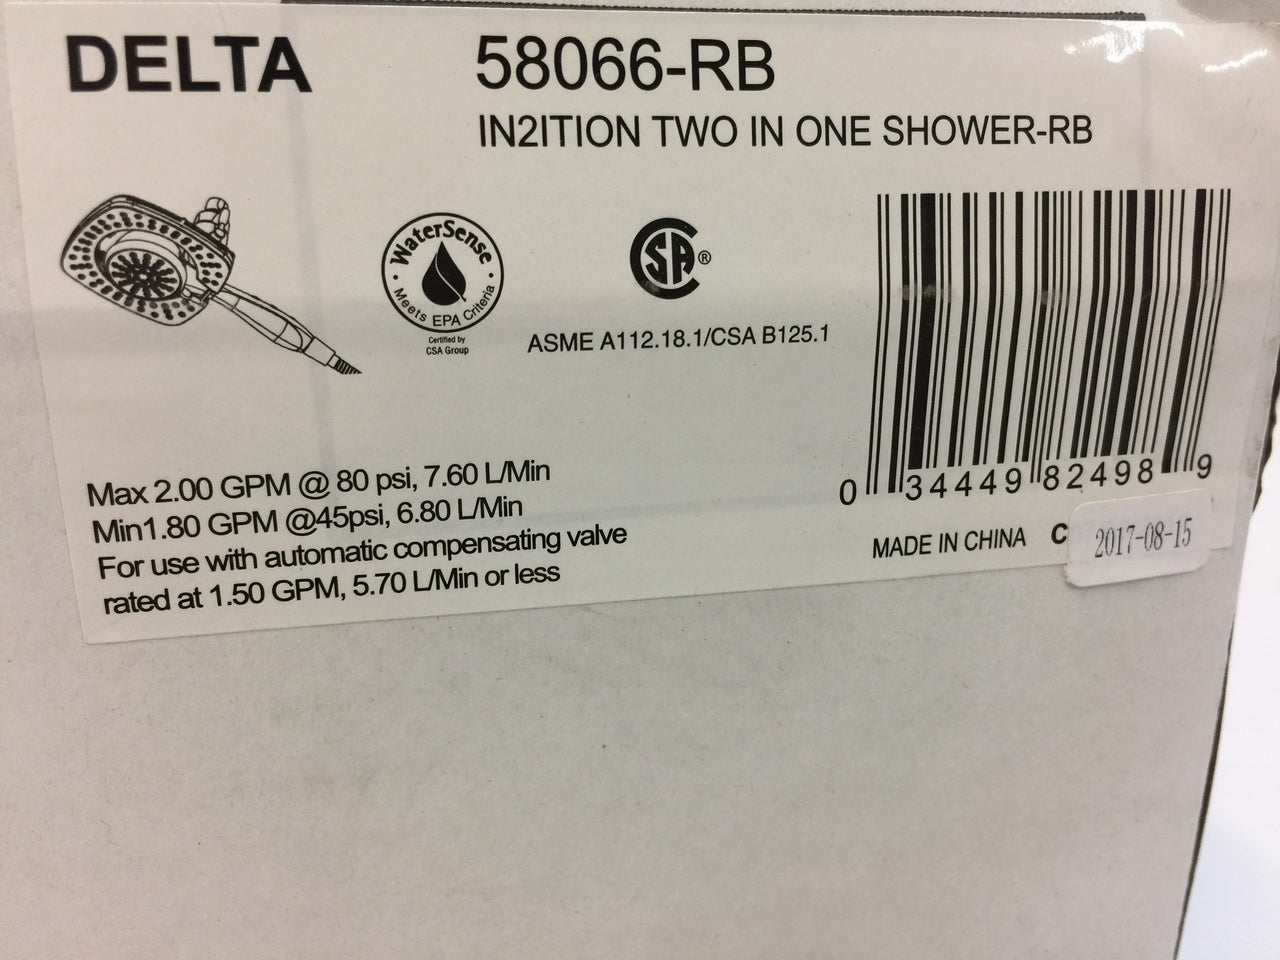 DELTA
58066-RB
IN2ITION TWO IN ONE SHOWER-RB
WaterSense
Meets EPA Criteria
Certified by
CSA Group
CSA®
ASME A112.18.1/CSA B125.1
Max 2.00 GPM @ 80 psi, 7.60 L/Min
Min1.80 GPM @45psi, 6.80 L/Min
For use with automatic compensating valve
rated at 1.50 GPM, 5.70 L/Min or less
0 34449 82498 9
MADE IN CHINA C
2017-08-15